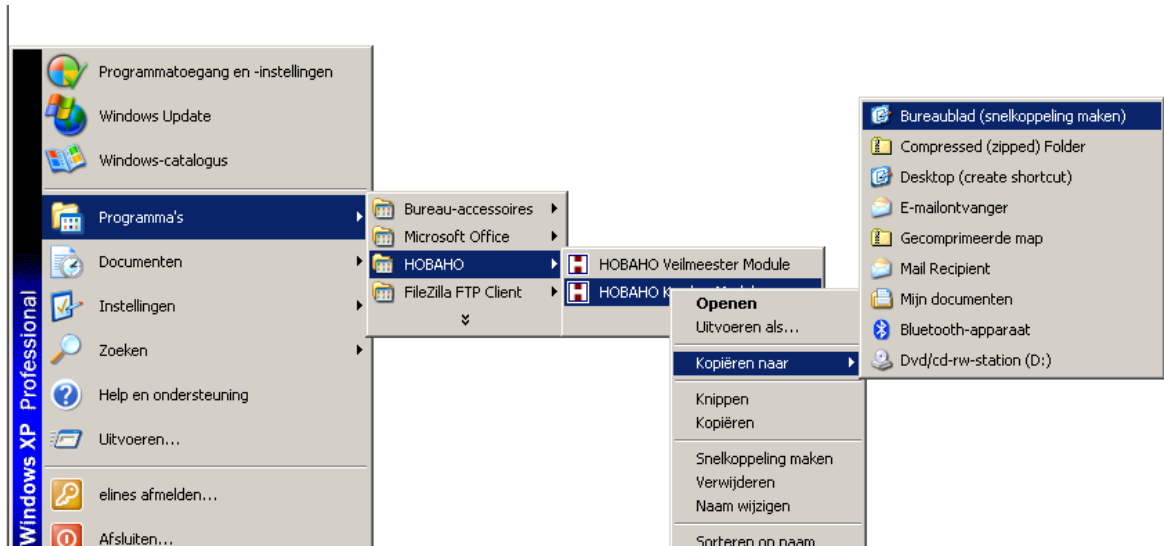 Programmatoegang en -instellingen
Windows Update
Windows-catalogus
Programma's
Documenten
Instellingen
Zoeken
Help en ondersteuning
Uitvoeren...
elines afmelden...
Afsluiten...
Windows XP Professional
Bureau-accessoires
Microsoft Office
HOBAHO
FileZilla FTP Client
HOBAHO Veilmeester Module
HOBAHO
Openen
Uitvoeren als...
Kopiëren naar
Knippen
Kopiëren
Snelkoppeling maken
Verwijderen
Naam wijzigen
Sorteren op naam
Bureaublad (snelkoppeling maken)
Compressed (zipped) Folder
Desktop (create shortcut)
E-mailontvanger
Gecomprimeerde map
Mail Recipient
Mijn documenten
Bluetooth-apparaat
Dvd/cd-rw-station (D:)